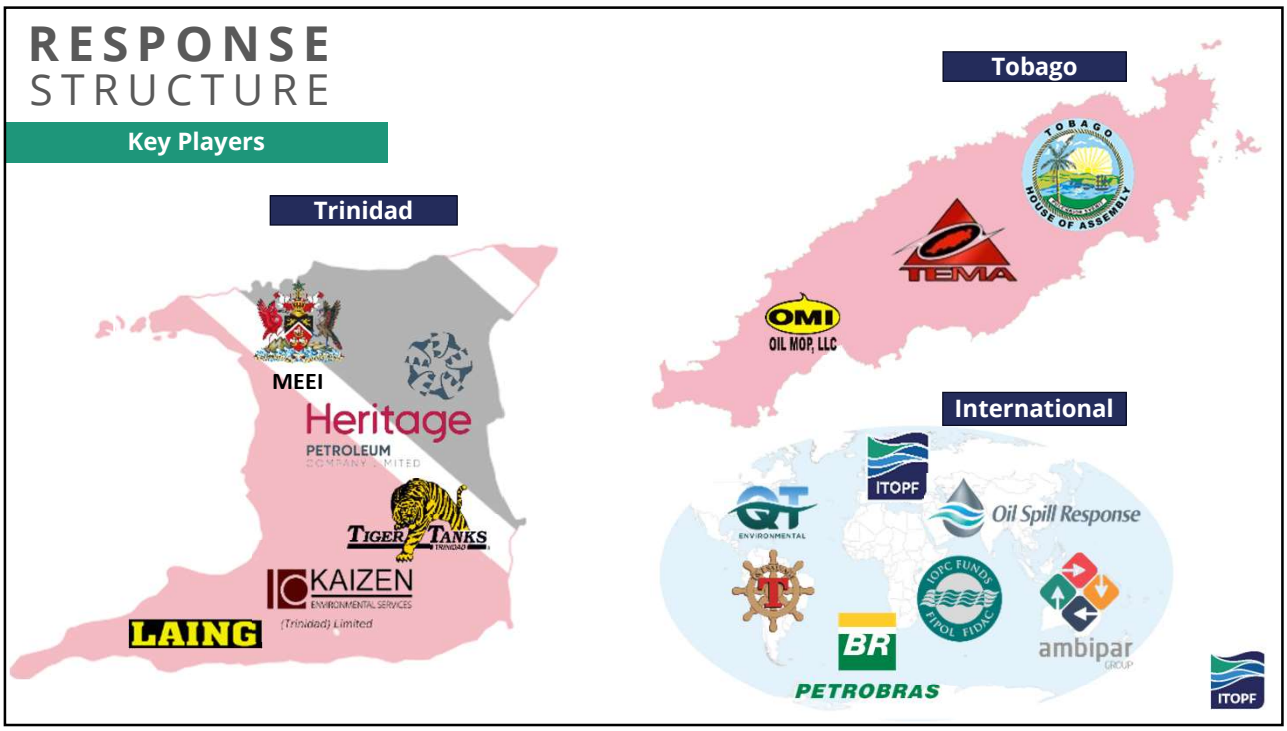 RESPONSE
STRUCTURE
Key Players
Trinidad
MEEI
Heritage
PETROLEUM
COMPANY LIMITED
TIGER TANKS
TRINIDAD
KAIZEN
ENVIRONMENTAL SERVICES
(Trinidad) Limited
LAING
Tobago
TOBAGO
HOUSE OF ASSEMBLY
TEMA
OMI
OIL MOP, LLC
International
ITOPF
QT
ENVIRONMENTAL
Oil Spill Response
T
IOPC FUNDS
FIPOL FIDAC
BR
PETROBRAS
ambipar
GROUP
ITOPF